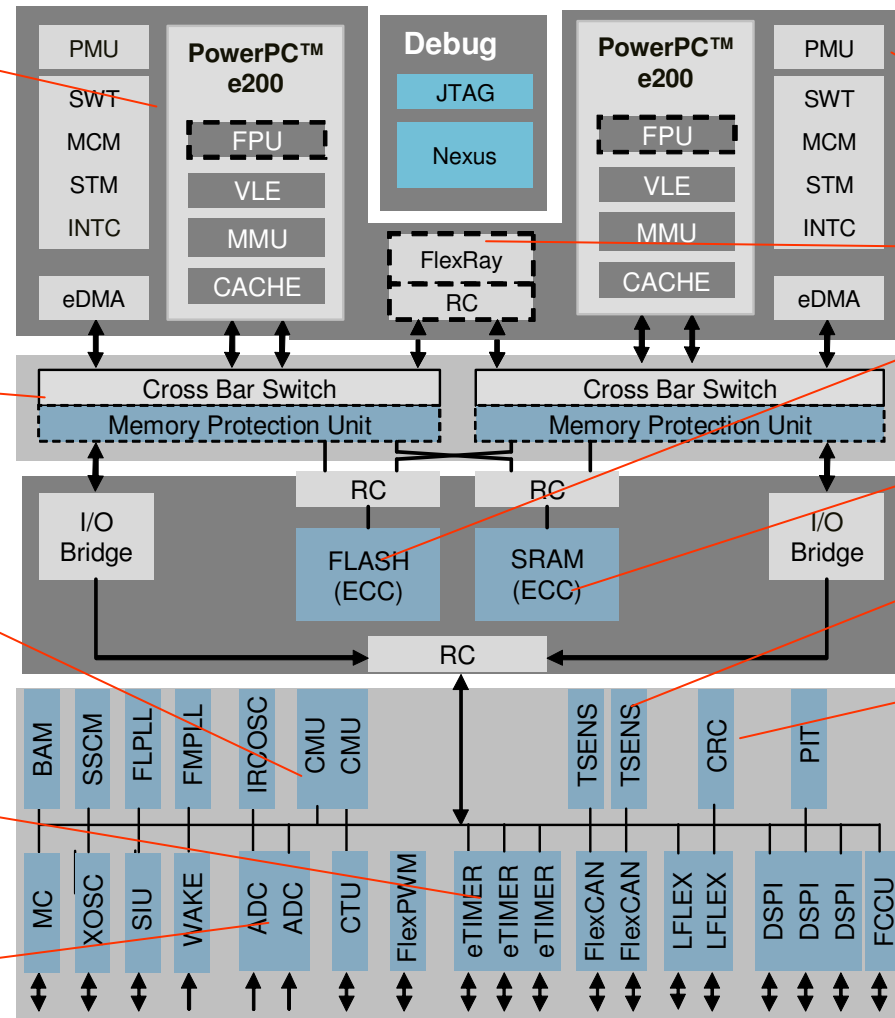 PMU
SWT
MCM
STM
INTC
eDMA
PowerPC™
e200
FPU
VLE
MMU
CACHE
Debug
JTAG
Nexus
FlexRay
RC
PowerPC™
e200
FPU
VLE
MMU
CACHE
PMU
SWT
MCM
STM
INTC
eDMA
Cross Bar Switch
Memory Protection Unit
Cross Bar Switch
Memory Protection Unit
I/O
Bridge
RC
FLASH
(ECC)
RC
SRAM
(ECC)
I/O
Bridge
RC
BAM
SSCM
FLPLL
FMPLL
IRCOSC
CMU
CMU
TSENS
TSENS
CRC
PIT
MC
XOSC
SIU
WAKE
ADC
ADC
CTU
FlexPWM
eTIMER
eTIMER
eTIMER
FlexCAN
FlexCAN
LFLEX
LFLEX
DSPI
DSPI
DSPI
FCCU